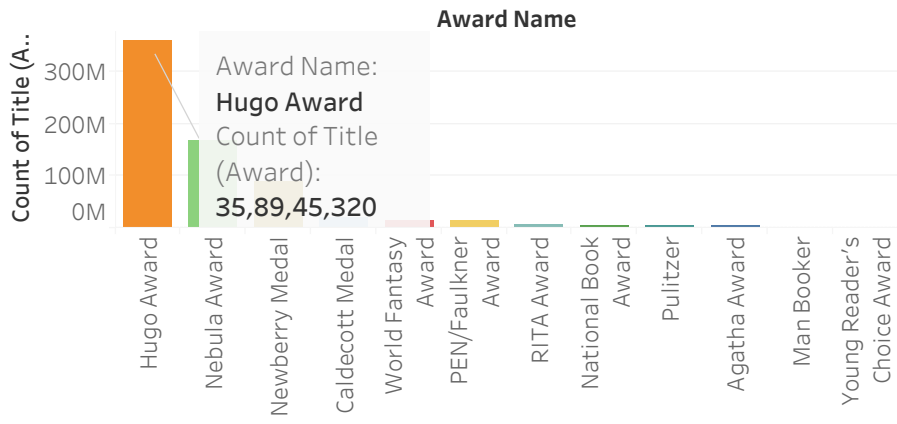 Award Name
Count of Title (A..
300M
200M
100M
0M
Award Name:
Hugo Award
Count of Title
(Award):
35,89,45,320
Hugo Award
Nebula Award
Newberry Medal
Caldecott Medal
World Fantasy
Award
PEN/Faulkner
Award
RITA Award
National Book
Award
Pulitzer
Agatha Award
Man Booker
Young Reader's
Choice Award